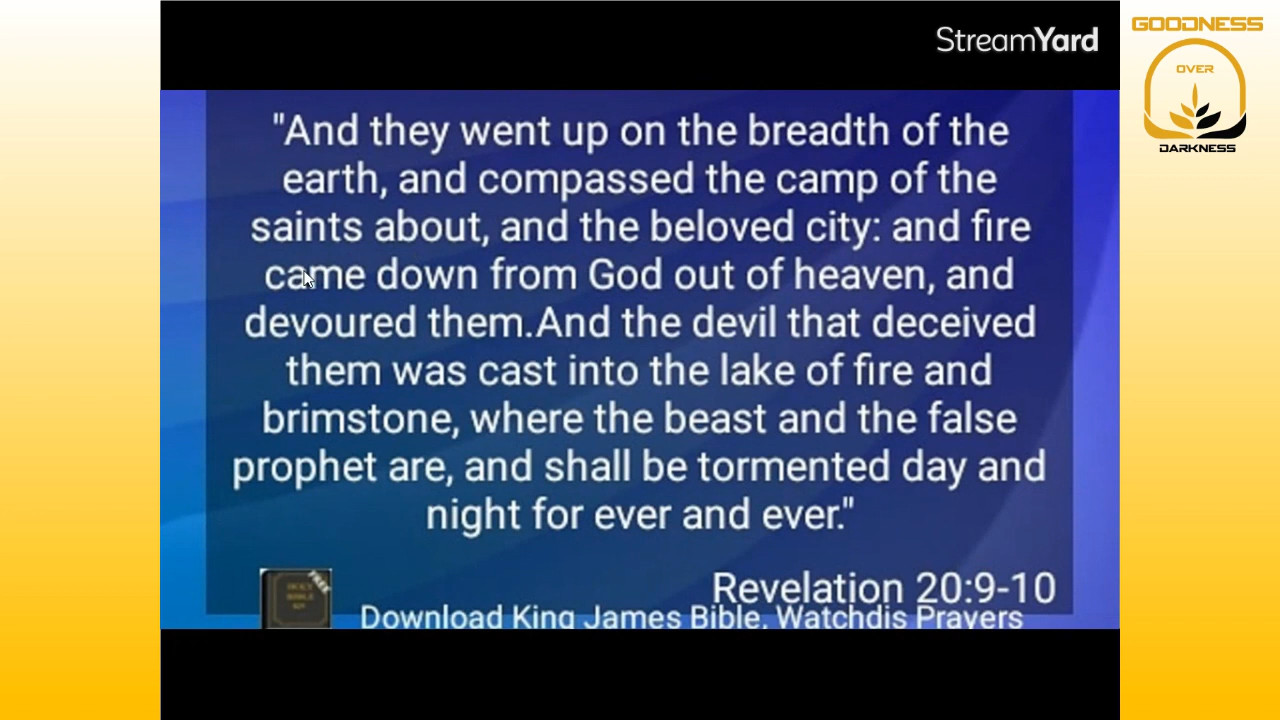 StreamYard
GOODNESS
OVER
DARKNESS
"And they went up on the breadth of the
earth, and compassed the camp of the
saints about, and the beloved city: and fire
came down from God out of heaven, and
devoured them.And the devil that deceived
them was cast into the lake of fire and
brimstone, where the beast and the false
prophet are, and shall be tormented day and
night for ever and ever."
Revelation 20:9-10
FREE
HOLY
BIBLE
Download King James Bible, Watchdis Prayers